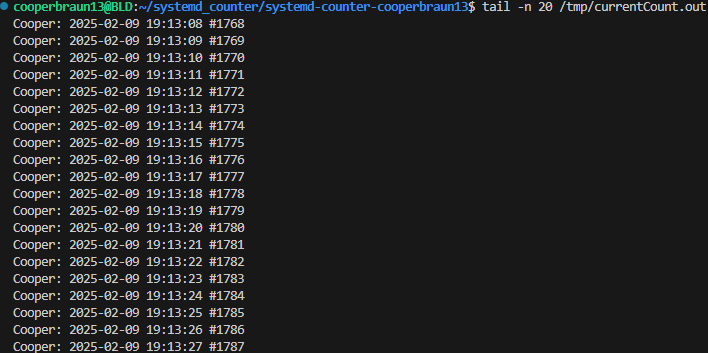 cooperbraun13@BLD:~/systemd_counter/systemd-counter-cooperbraun13$ tail -n 20 /tmp/currentCount.out
Cooper: 2025-02-09 19:13:08 #1768
Cooper: 2025-02-09 19:13:09 #1769
Cooper: 2025-02-09 19:13:10 #1770
Cooper: 2025-02-09 19:13:11 #1771
Cooper: 2025-02-09 19:13:12 #1772
Cooper: 2025-02-09 19:13:13 #1773
Cooper: 2025-02-09 19:13:14 #1774
Cooper: 2025-02-09 19:13:15 #1775
Cooper: 2025-02-09 19:13:16 #1776
Cooper: 2025-02-09 19:13:17 #1777
Cooper: 2025-02-09 19:13:18 #1778
Cooper: 2025-02-09 19:13:19 #1779
Cooper: 2025-02-09 19:13:20 #1780
Cooper: 2025-02-09 19:13:21 #1781
Cooper: 2025-02-09 19:13:22 #1782
Cooper: 2025-02-09 19:13:23 #1783
Cooper: 2025-02-09 19:13:24 #1784
Cooper: 2025-02-09 19:13:25 #1785
Cooper: 2025-02-09 19:13:26 #1786
Cooper: 2025-02-09 19:13:27 #1787